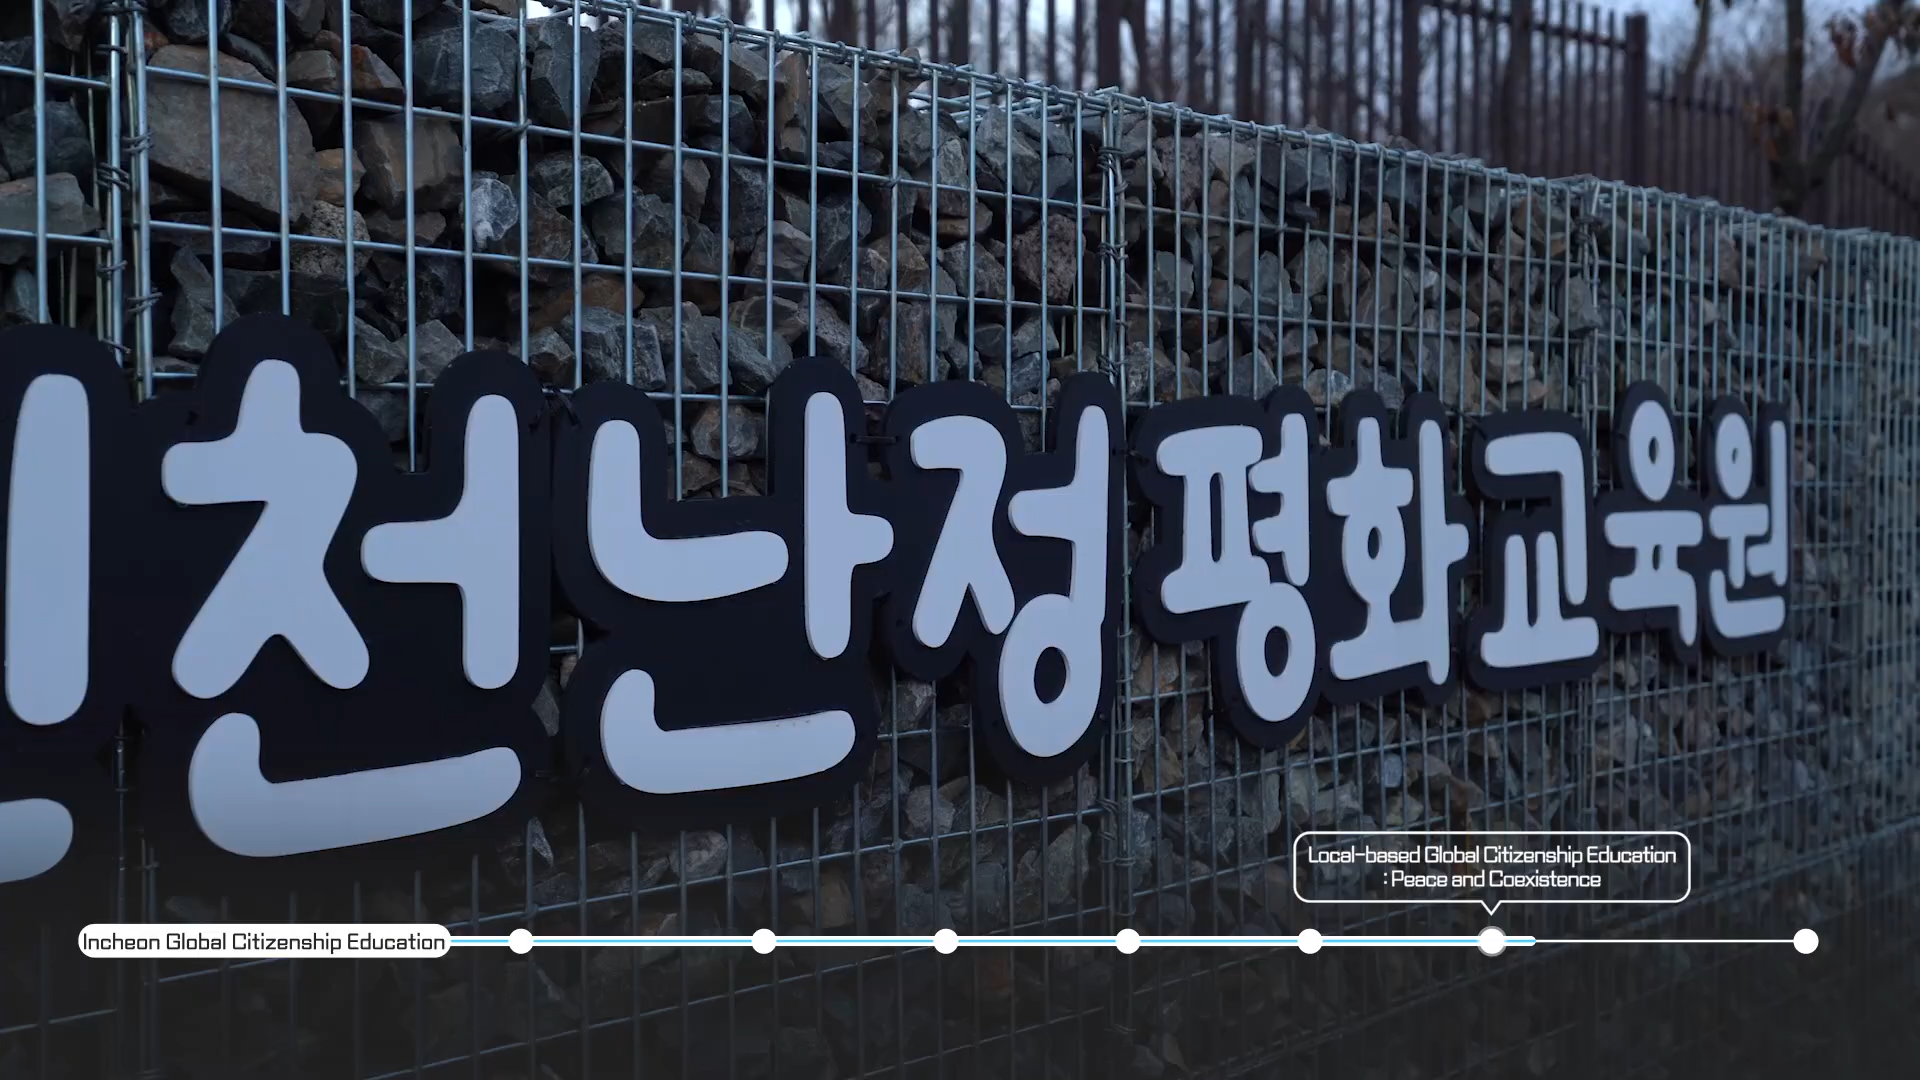 인천난정평화교육원
Local-based Global Citizenship Education
: Peace and Coexistence
Incheon Global Citizenship Education